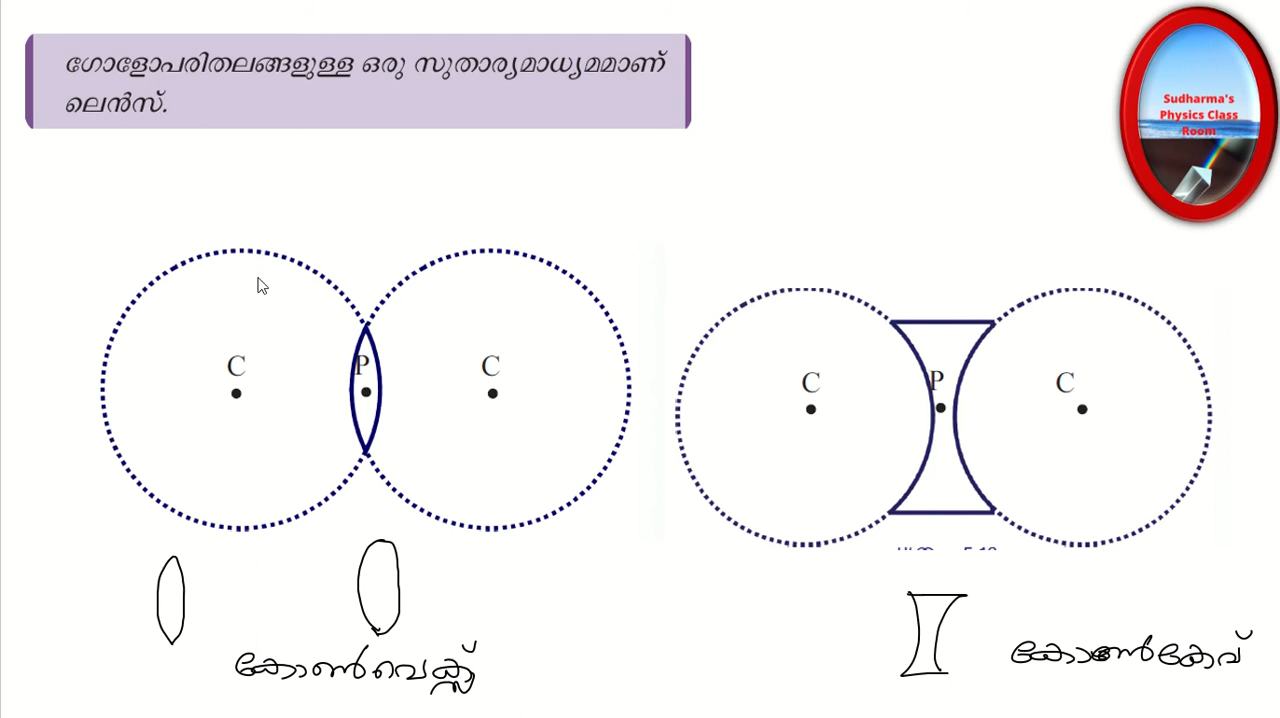 ഗോളോപരിതലങ്ങളുള്ള ഒരു സുതാര്യമാധ്യമമാണ്
ലെൻസ്.
Sudharma's
Physics Class
Room
C
P
C
C
P
C
കോൺവെക്സ്
കോൺകേവ്